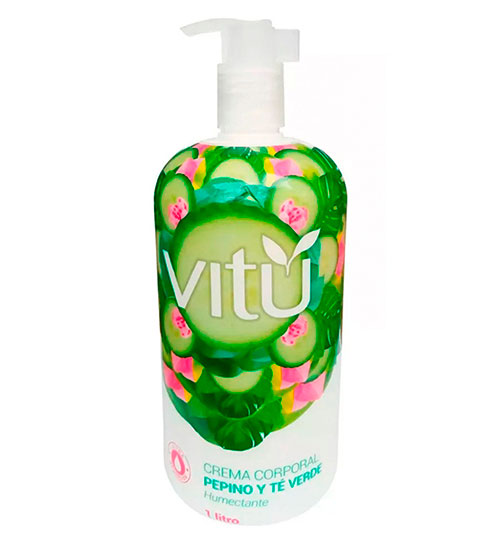 vitú
CREMA CORPORAL
PEPINO Y TÉ VERDE
Humectante
1 litro